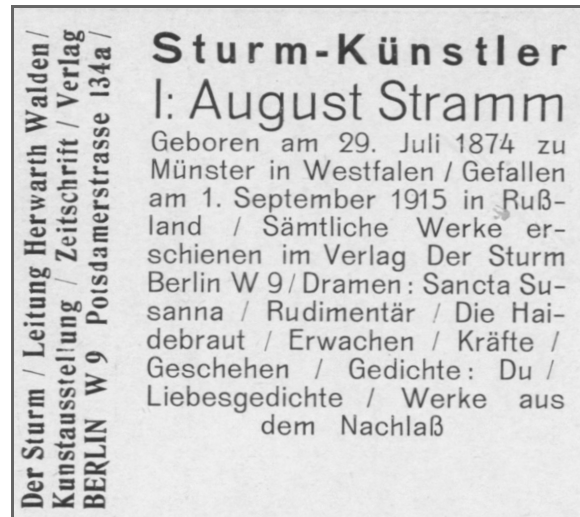 Der Sturm / Leitung Herwarth Walden /
Kunstausstellung / Zeitschrift / Verlag
BERLIN W 9 Potsdamerstrasse 134a /
Sturm-Künstler
I: August Stramm
Geboren am 29. Juli 1874 zu
Münster in Westfalen / Gefallen
am 1. September 1915 in Ruß-
land / Sämtliche Werke er-
schienen im Verlag Der Sturm
Berlin W 9 / Dramen: Sancta Su-
sanna / Rudimentär / Die Hai-
debraut / Erwachen / Kräfte /
Geschehen / Gedichte: Du /
Liebesgedichte / Werke aus
dem Nachlaß